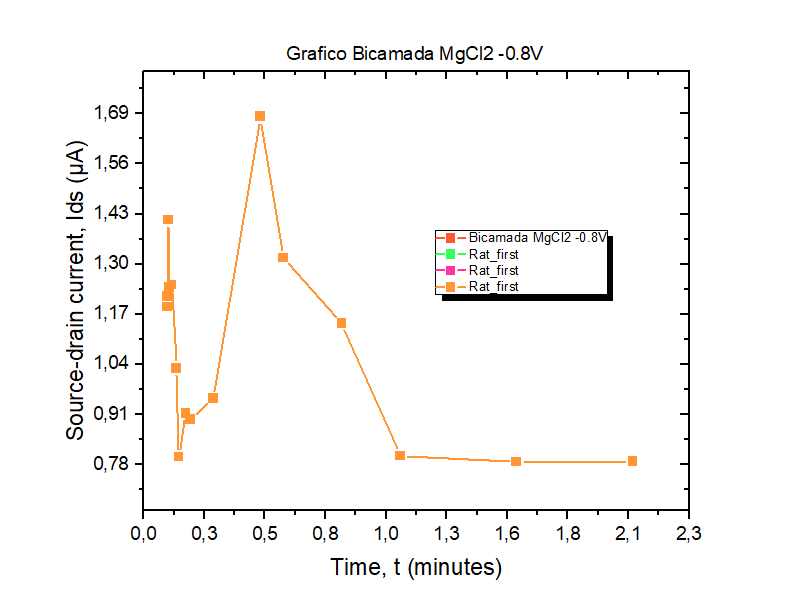 Grafico Bicamada MgCl2 -0.8V
Source-drain current, Ids (µA)
1,69
1,56
1,43
1,30
1,17
1,04
0,91
0,78
Bicamada MgCl2 -0.8V
Rat_first
Rat_first
Rat_first
0,0 0,3 0,5 0,8 1,0 1,3 1,6 1,8 2,1 2,3
Time, t (minutes)